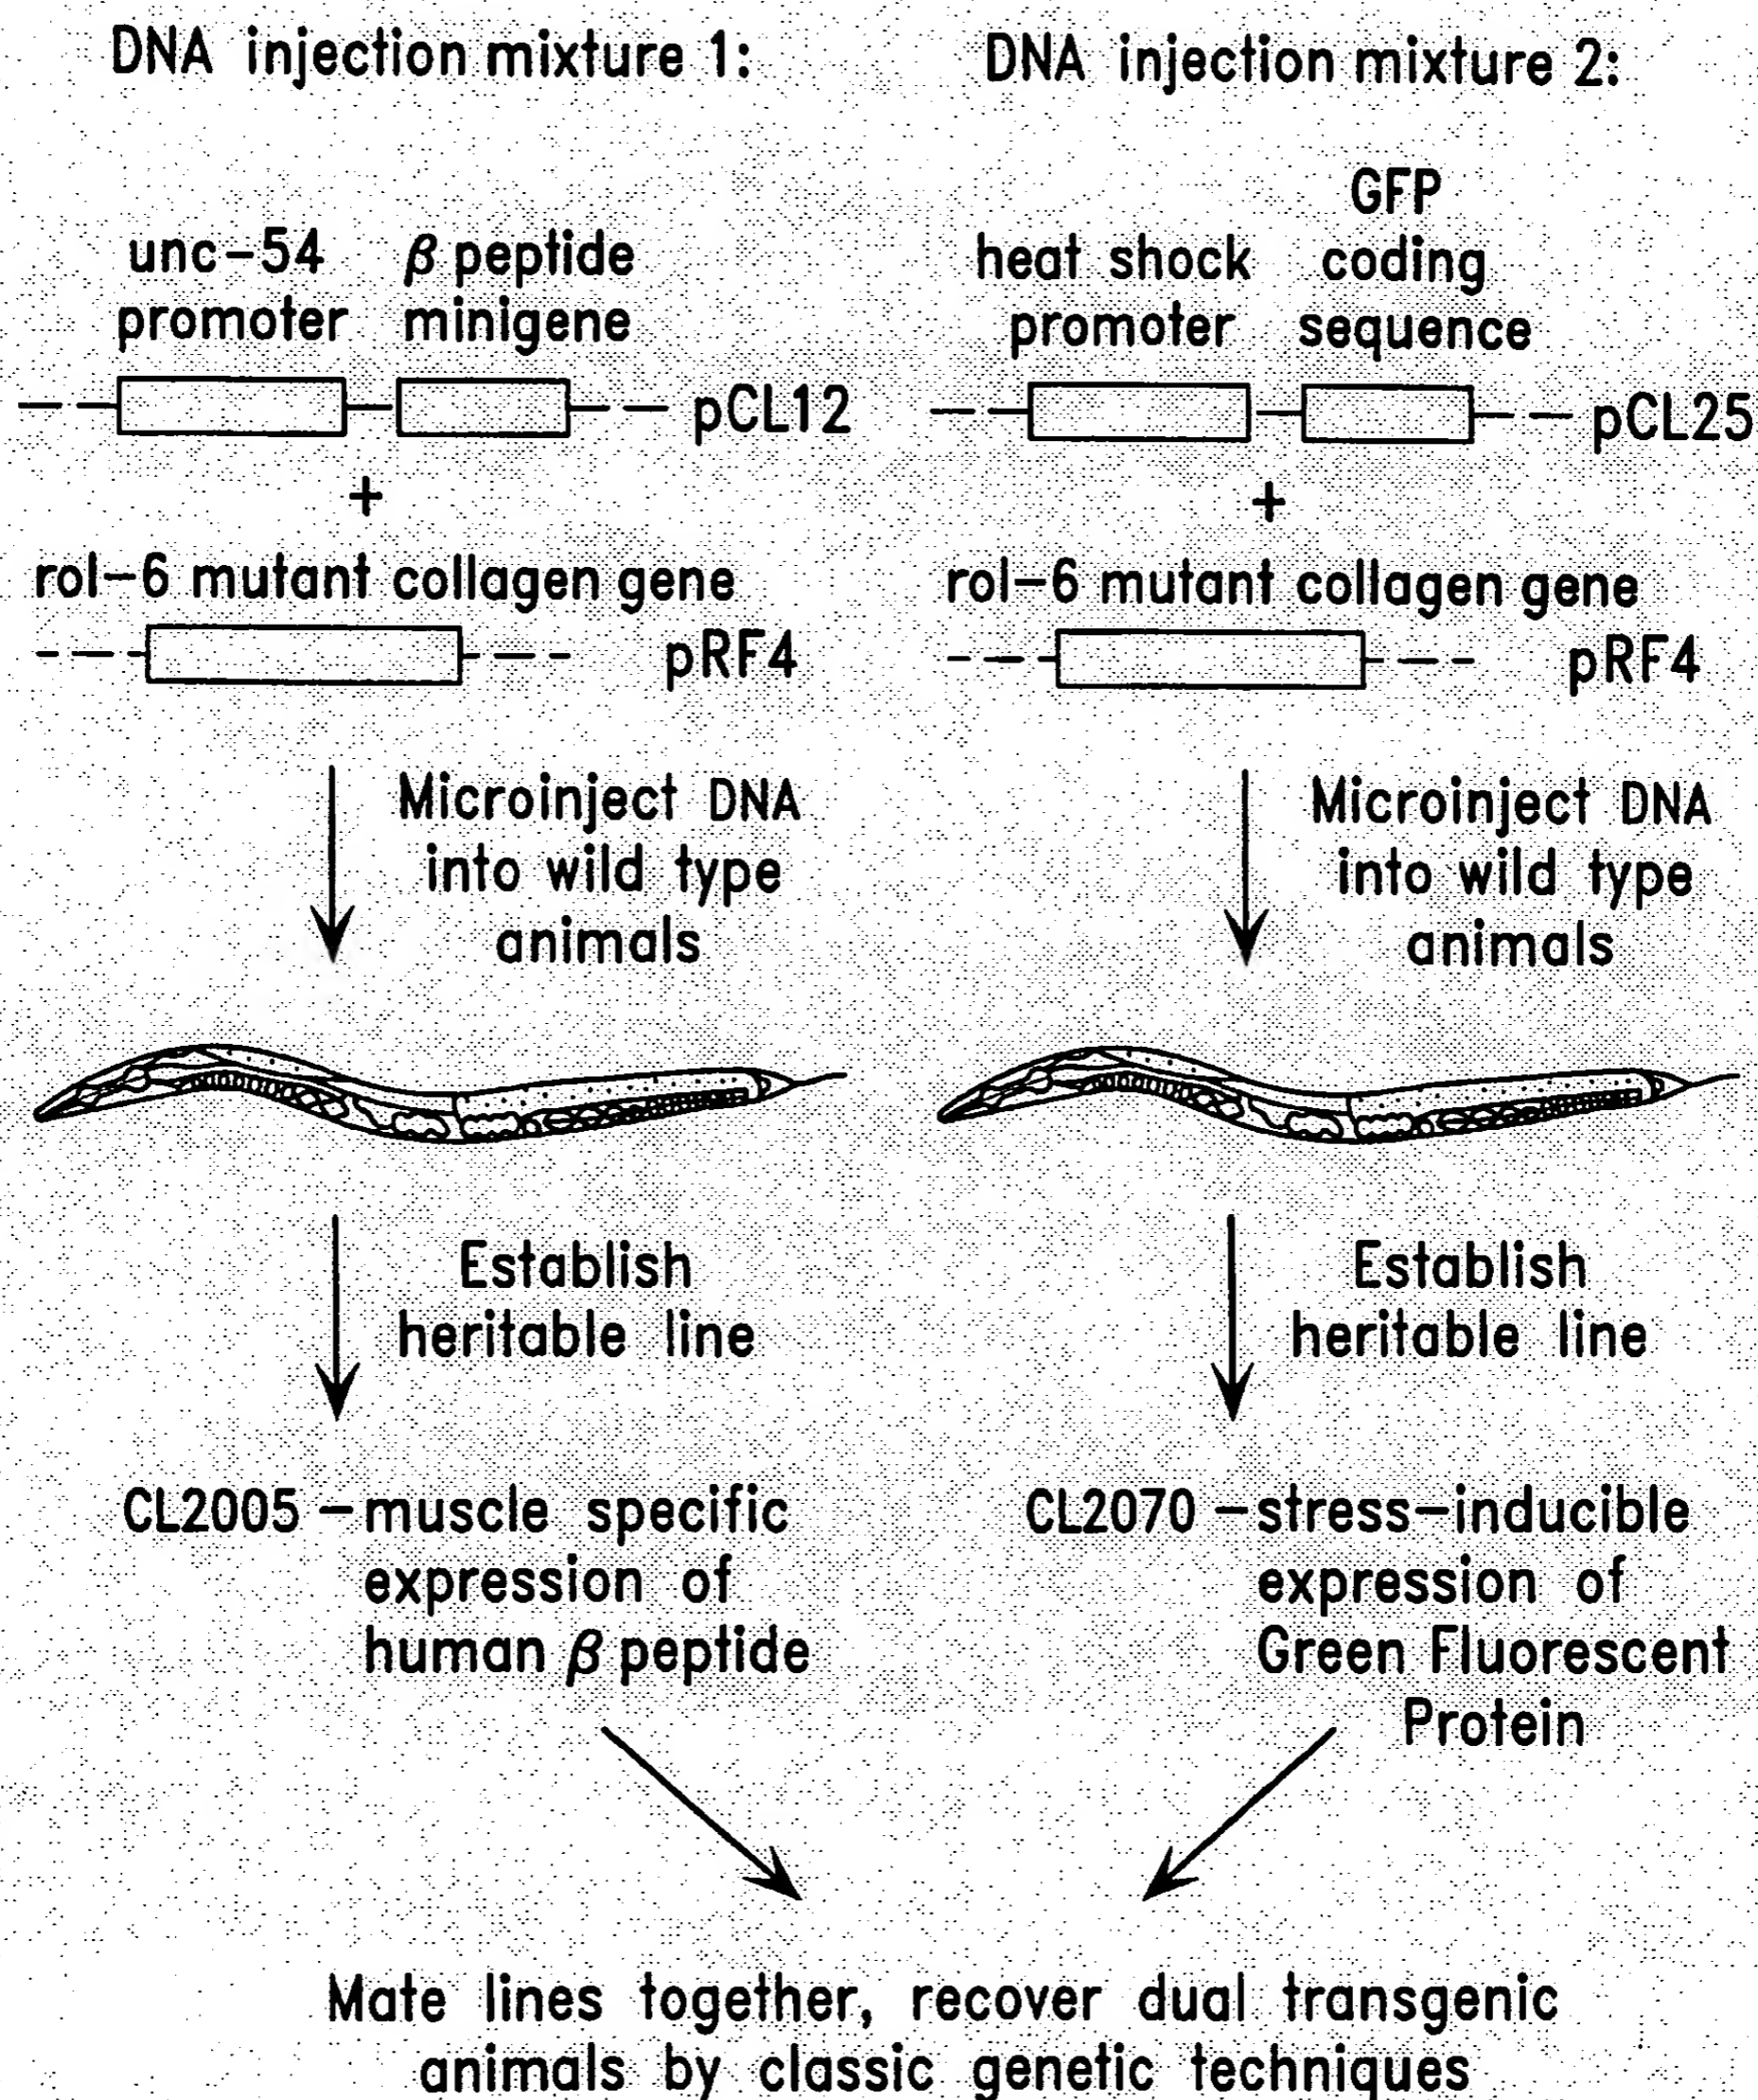 DNA injection mixture 1:
unc-54 β peptide
promoter minigene
pCL12
+
rol-6 mutant collagen gene
pRF4
Microinject DNA
into wild type
animals
Establish
heritable line
CL2005 - muscle specific
expression of
human β peptide
DNA injection mixture 2:
GFP
heat shock coding
promoter sequence
pCL25
+
rol-6 mutant collagen gene
pRF4
Microinject DNA
into wild type
animals
Establish
heritable line
CL2070 - stress-inducible
expression of
Green Fluorescent
Protein
Mate lines together, recover dual transgenic
animals by classic genetic techniques